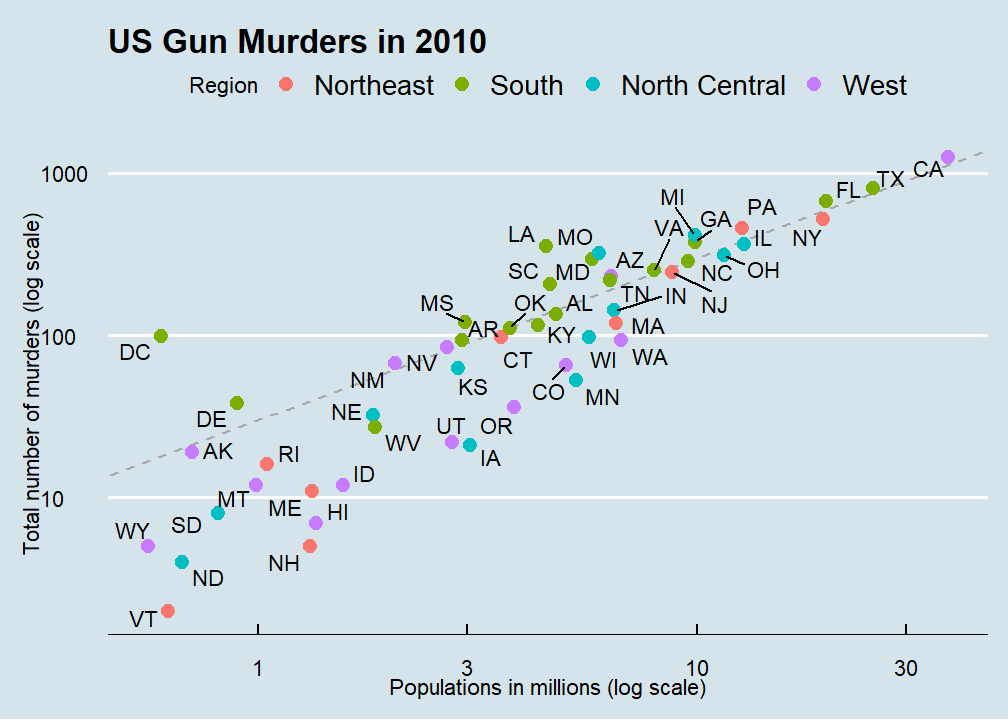 US Gun Murders in 2010
Region Northeast South North Central West
Total number of murders (log scale)
1000
100
10
CA
TX
FL
MI
PA
NY
GA
VA
IL
LA
MO
AZ
OH
SC
MD
NC
TN
IN
NJ
MS
OK
AL
AR
KY
MA
DC
CT
WI
WA
NV
NM
KS
CO
MN
NE
DE
WV
UT
OR
AK
RI
IA
ID
MT
ME
HI
SD
WY
NH
ND
VT
1 3 10 30
Populations in millions (log scale)